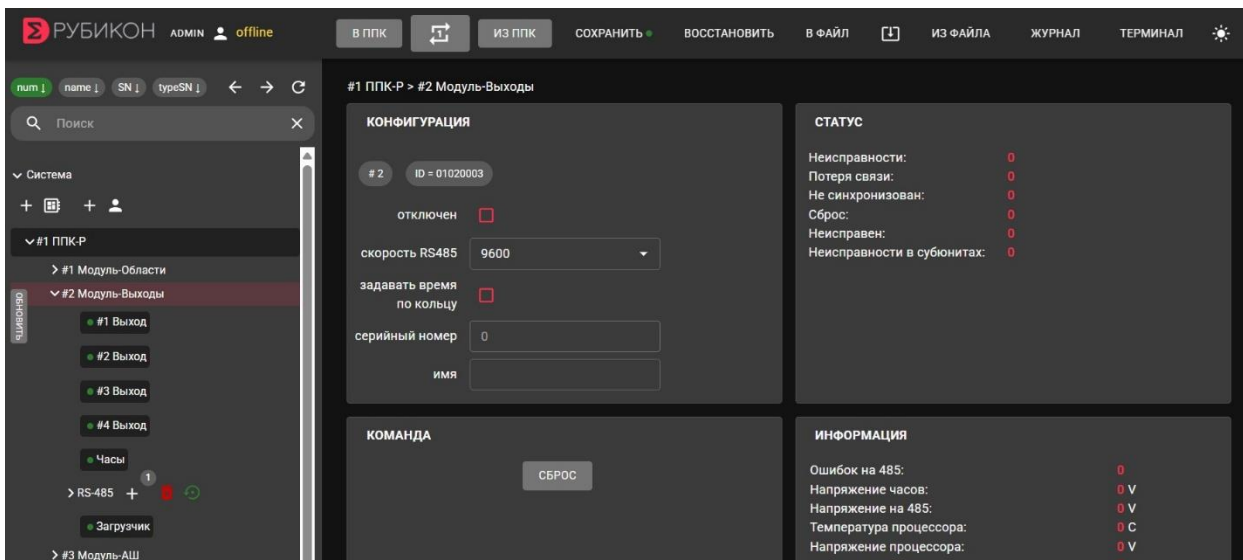 РУБИКОН ADMIN offline
В ППК 1 ИЗ ППК СОХРАНИТЬ ВОССТАНОВИТЬ В ФАЙЛ ИЗ ФАЙЛА ЖУРНАЛ ТЕРМИНАЛ
num ↓ name ↓ SN ↓ typeSN ↓
Поиск
Система
#1 ППК-Р
#1 Модуль-Области
#2 Модуль-Выходы
ОБНОВИТЬ
#1 Выход
#2 Выход
#3 Выход
#4 Выход
Часы
1
RS-485 +
Загрузчик
#3 Модуль-АШ
#1 ППК-Р > #2 Модуль-Выходы
КОНФИГУРАЦИЯ
# 2 ID = 01020003
отключен
скорость RS485 9600
задавать время
по кольцу
серийный номер 0
имя
СТАТУС
Неисправности: 0
Потеря связи: 0
Не синхронизован: 0
Сброс: 0
Неисправен: 0
Неисправности в субюнитах: 0
КОМАНДА
СБРОС
ИНФОРМАЦИЯ
Ошибок на 485: 0
Напряжение часов: 0 V
Напряжение на 485: 0 V
Температура процессора: 0 C
Напряжение процессора: 0 V